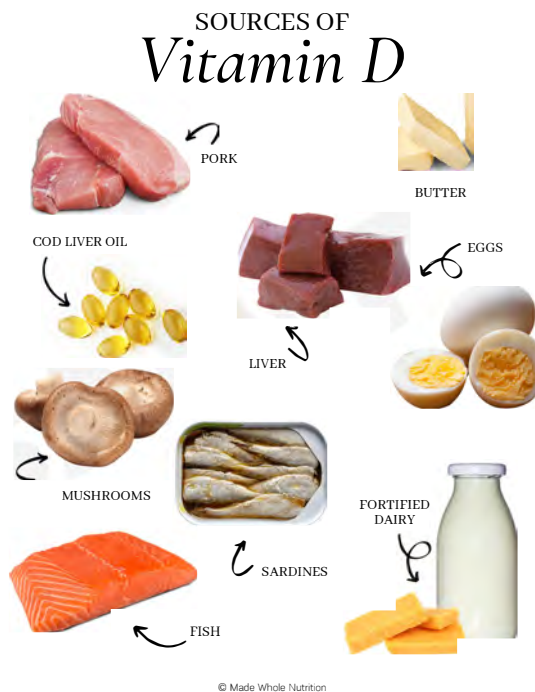 SOURCES OF
Vitamin D
PORK
BUTTER
COD LIVER OIL
EGGS
LIVER
MUSHROOMS
FORTIFIED
DAIRY
SARDINES
FISH
© Made Whole Nutrition